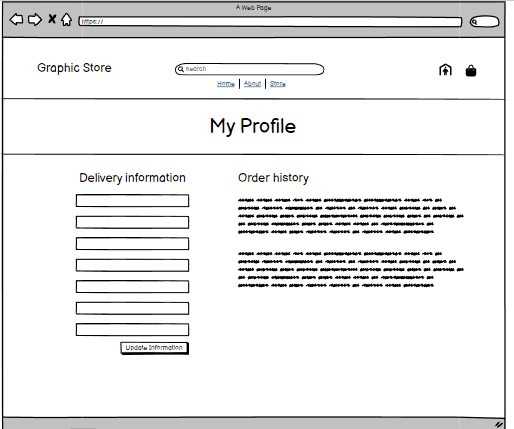 A Web Page
https://
Graphic Store
search
Home About Store
My Profile
Delivery information
Order history
Update Information